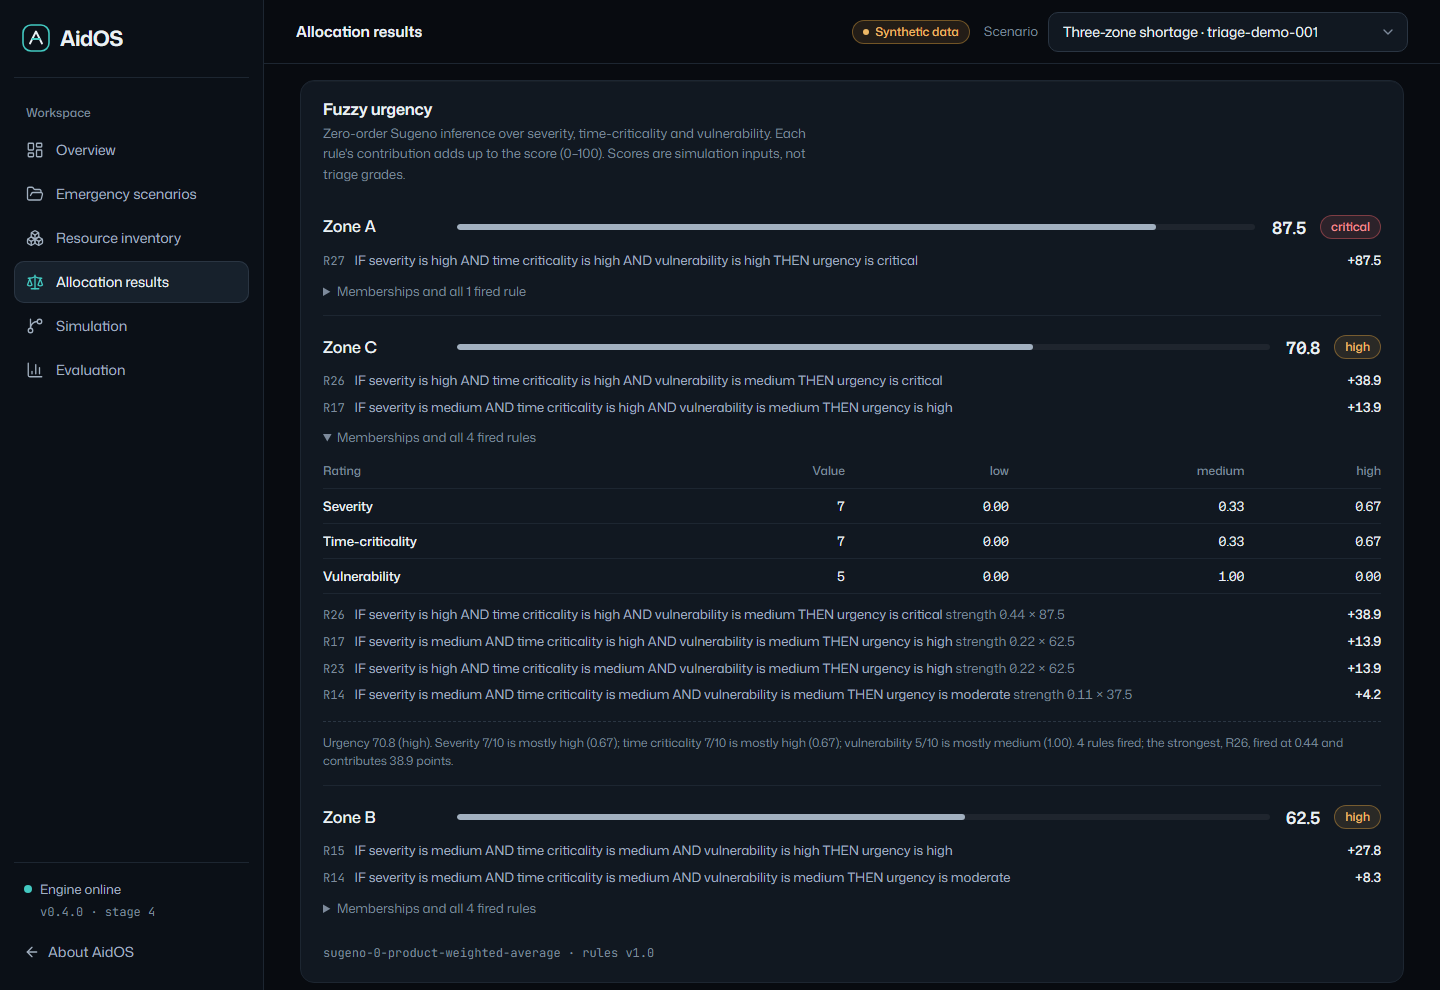 AidOS
Workspace
Overview
Emergency scenarios
Resource inventory
Allocation results
Simulation
Evaluation
Engine online
v0.4.0 · stage 4
About AidOS
Allocation results
Synthetic data
Scenario
Three-zone shortage · triage-demo-001
Fuzzy urgency
Zero-order Sugeno inference over severity, time-criticality and vulnerability. Each
rule's contribution adds up to the score (0–100). Scores are simulation inputs, not
triage grades.
Zone A 87.5 critical
R27 IF severity is high AND time criticality is high AND vulnerability is high THEN urgency is critical +87.5
Memberships and all 1 fired rule
Zone C 70.8 high
R26 IF severity is high AND time criticality is high AND vulnerability is medium THEN urgency is critical +38.9
R17 IF severity is medium AND time criticality is high AND vulnerability is medium THEN urgency is high +13.9
Memberships and all 4 fired rules
Rating Value low medium high
Severity 7 0.00 0.33 0.67
Time-criticality 7 0.00 0.33 0.67
Vulnerability 5 0.00 1.00 0.00
R26 IF severity is high AND time criticality is high AND vulnerability is medium THEN urgency is critical strength 0.44 × 87.5 +38.9
R17 IF severity is medium AND time criticality is high AND vulnerability is medium THEN urgency is high strength 0.22 × 62.5 +13.9
R23 IF severity is high AND time criticality is medium AND vulnerability is medium THEN urgency is high strength 0.22 × 62.5 +13.9
R14 IF severity is medium AND time criticality is medium AND vulnerability is medium THEN urgency is moderate strength 0.11 × 37.5 +4.2
Urgency 70.8 (high). Severity 7/10 is mostly high (0.67); time criticality 7/10 is mostly high (0.67); vulnerability 5/10 is mostly medium (1.00). 4 rules fired; the strongest, R26, fired at 0.44 and
contributes 38.9 points.
Zone B 62.5 high
R15 IF severity is medium AND time criticality is medium AND vulnerability is high THEN urgency is high +27.8
R14 IF severity is medium AND time criticality is medium AND vulnerability is medium THEN urgency is moderate +8.3
Memberships and all 4 fired rules
sugeno-0-product-weighted-average · rules v1.0